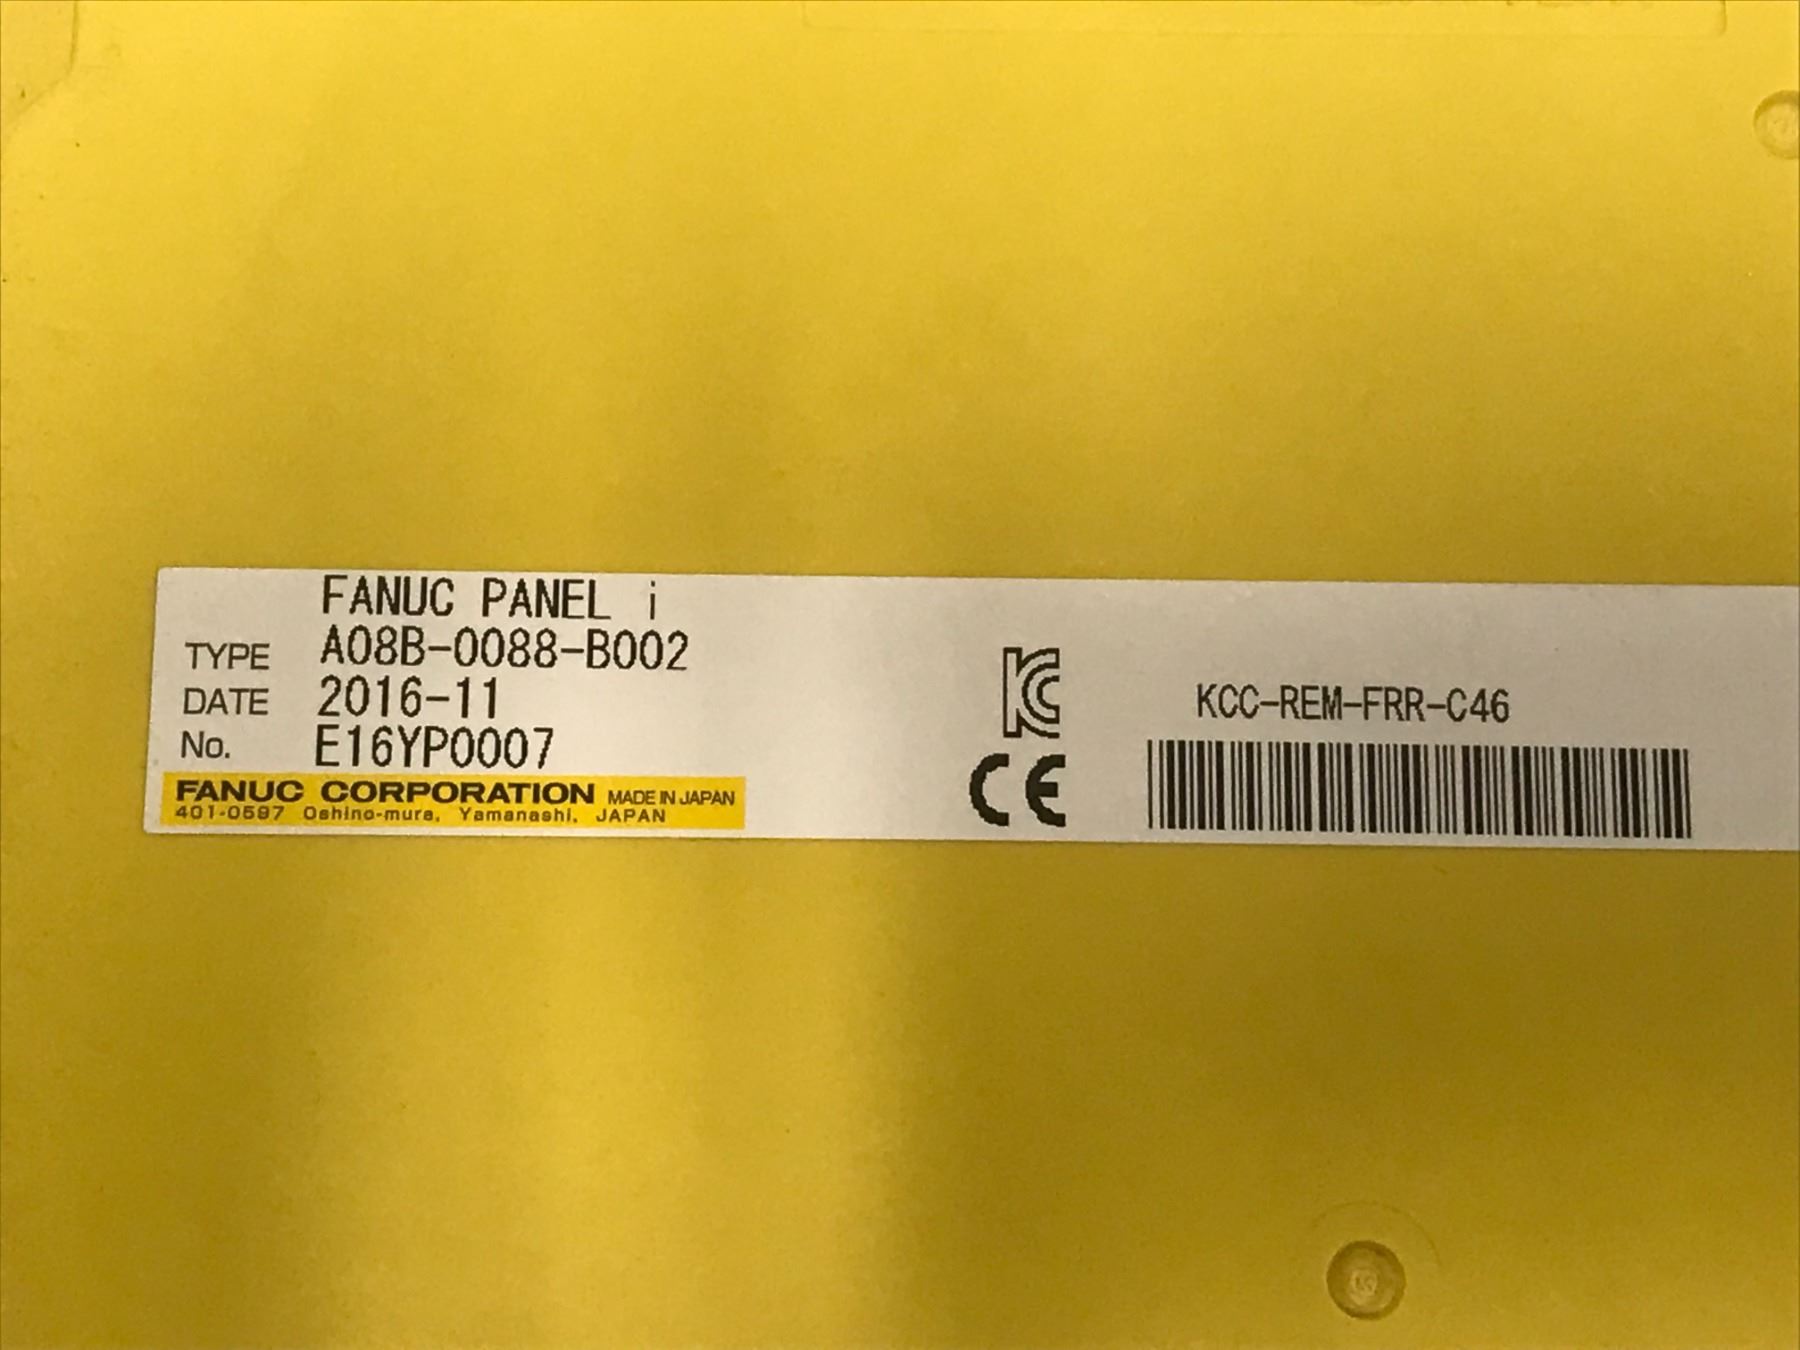 FANUC PANEL i
TYPE A08B-0088-B002
DATE 2016-11
No. E16YP0007
FANUC CORPORATION MADE IN JAPAN
401-0597 Oshino-mura, Yamanashi, JAPAN
KC
CE
KCC-REM-FRR-C46